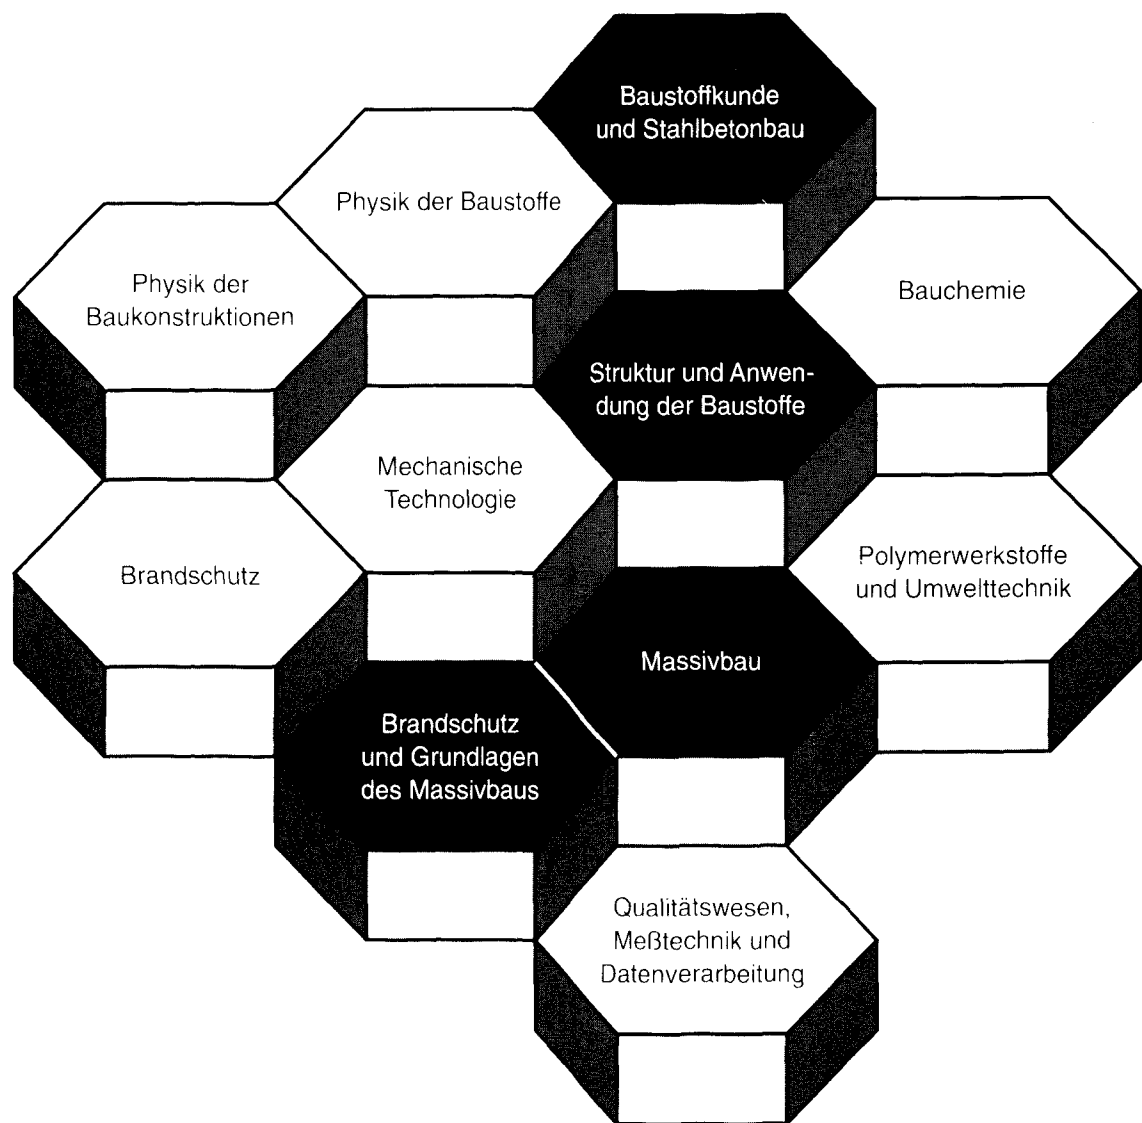 Baustoffkunde
und Stahlbetonbau
Physik der Baustoffe
Physik der
Baukonstruktionen
Bauchemie
Struktur und Anwen-
dung der Baustoffe
Mechanische
Technologie
Brandschutz
Polymerwerkstoffe
und Umwelttechnik
Massivbau
Brandschutz
und Grundlagen
des Massivbaus
Qualitätswesen,
Meßtechnik und
Datenverarbeitung